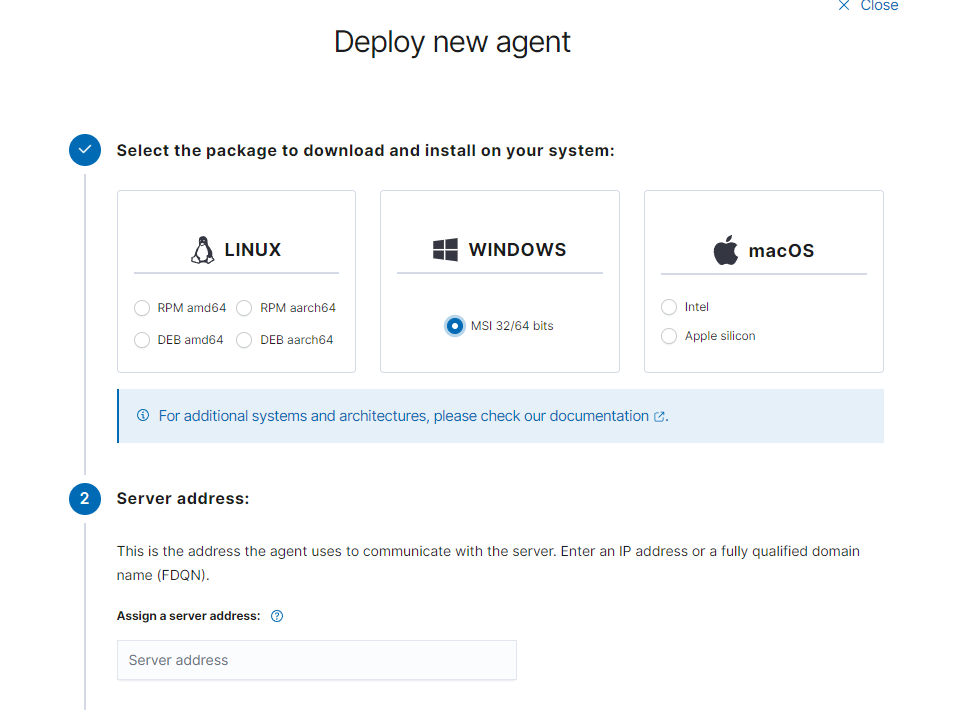 Close
Deploy new agent
Select the package to download and install on your system:
LINUX
RPM amd64 RPM aarch64
DEB amd64 DEB aarch64
WINDOWS
MSI 32/64 bits
macOS
Intel
Apple silicon
For additional systems and architectures, please check our documentation.
2 Server address:
This is the address the agent uses to communicate with the server. Enter an IP address or a fully qualified domain
name (FDQN).
Assign a server address:
Server address